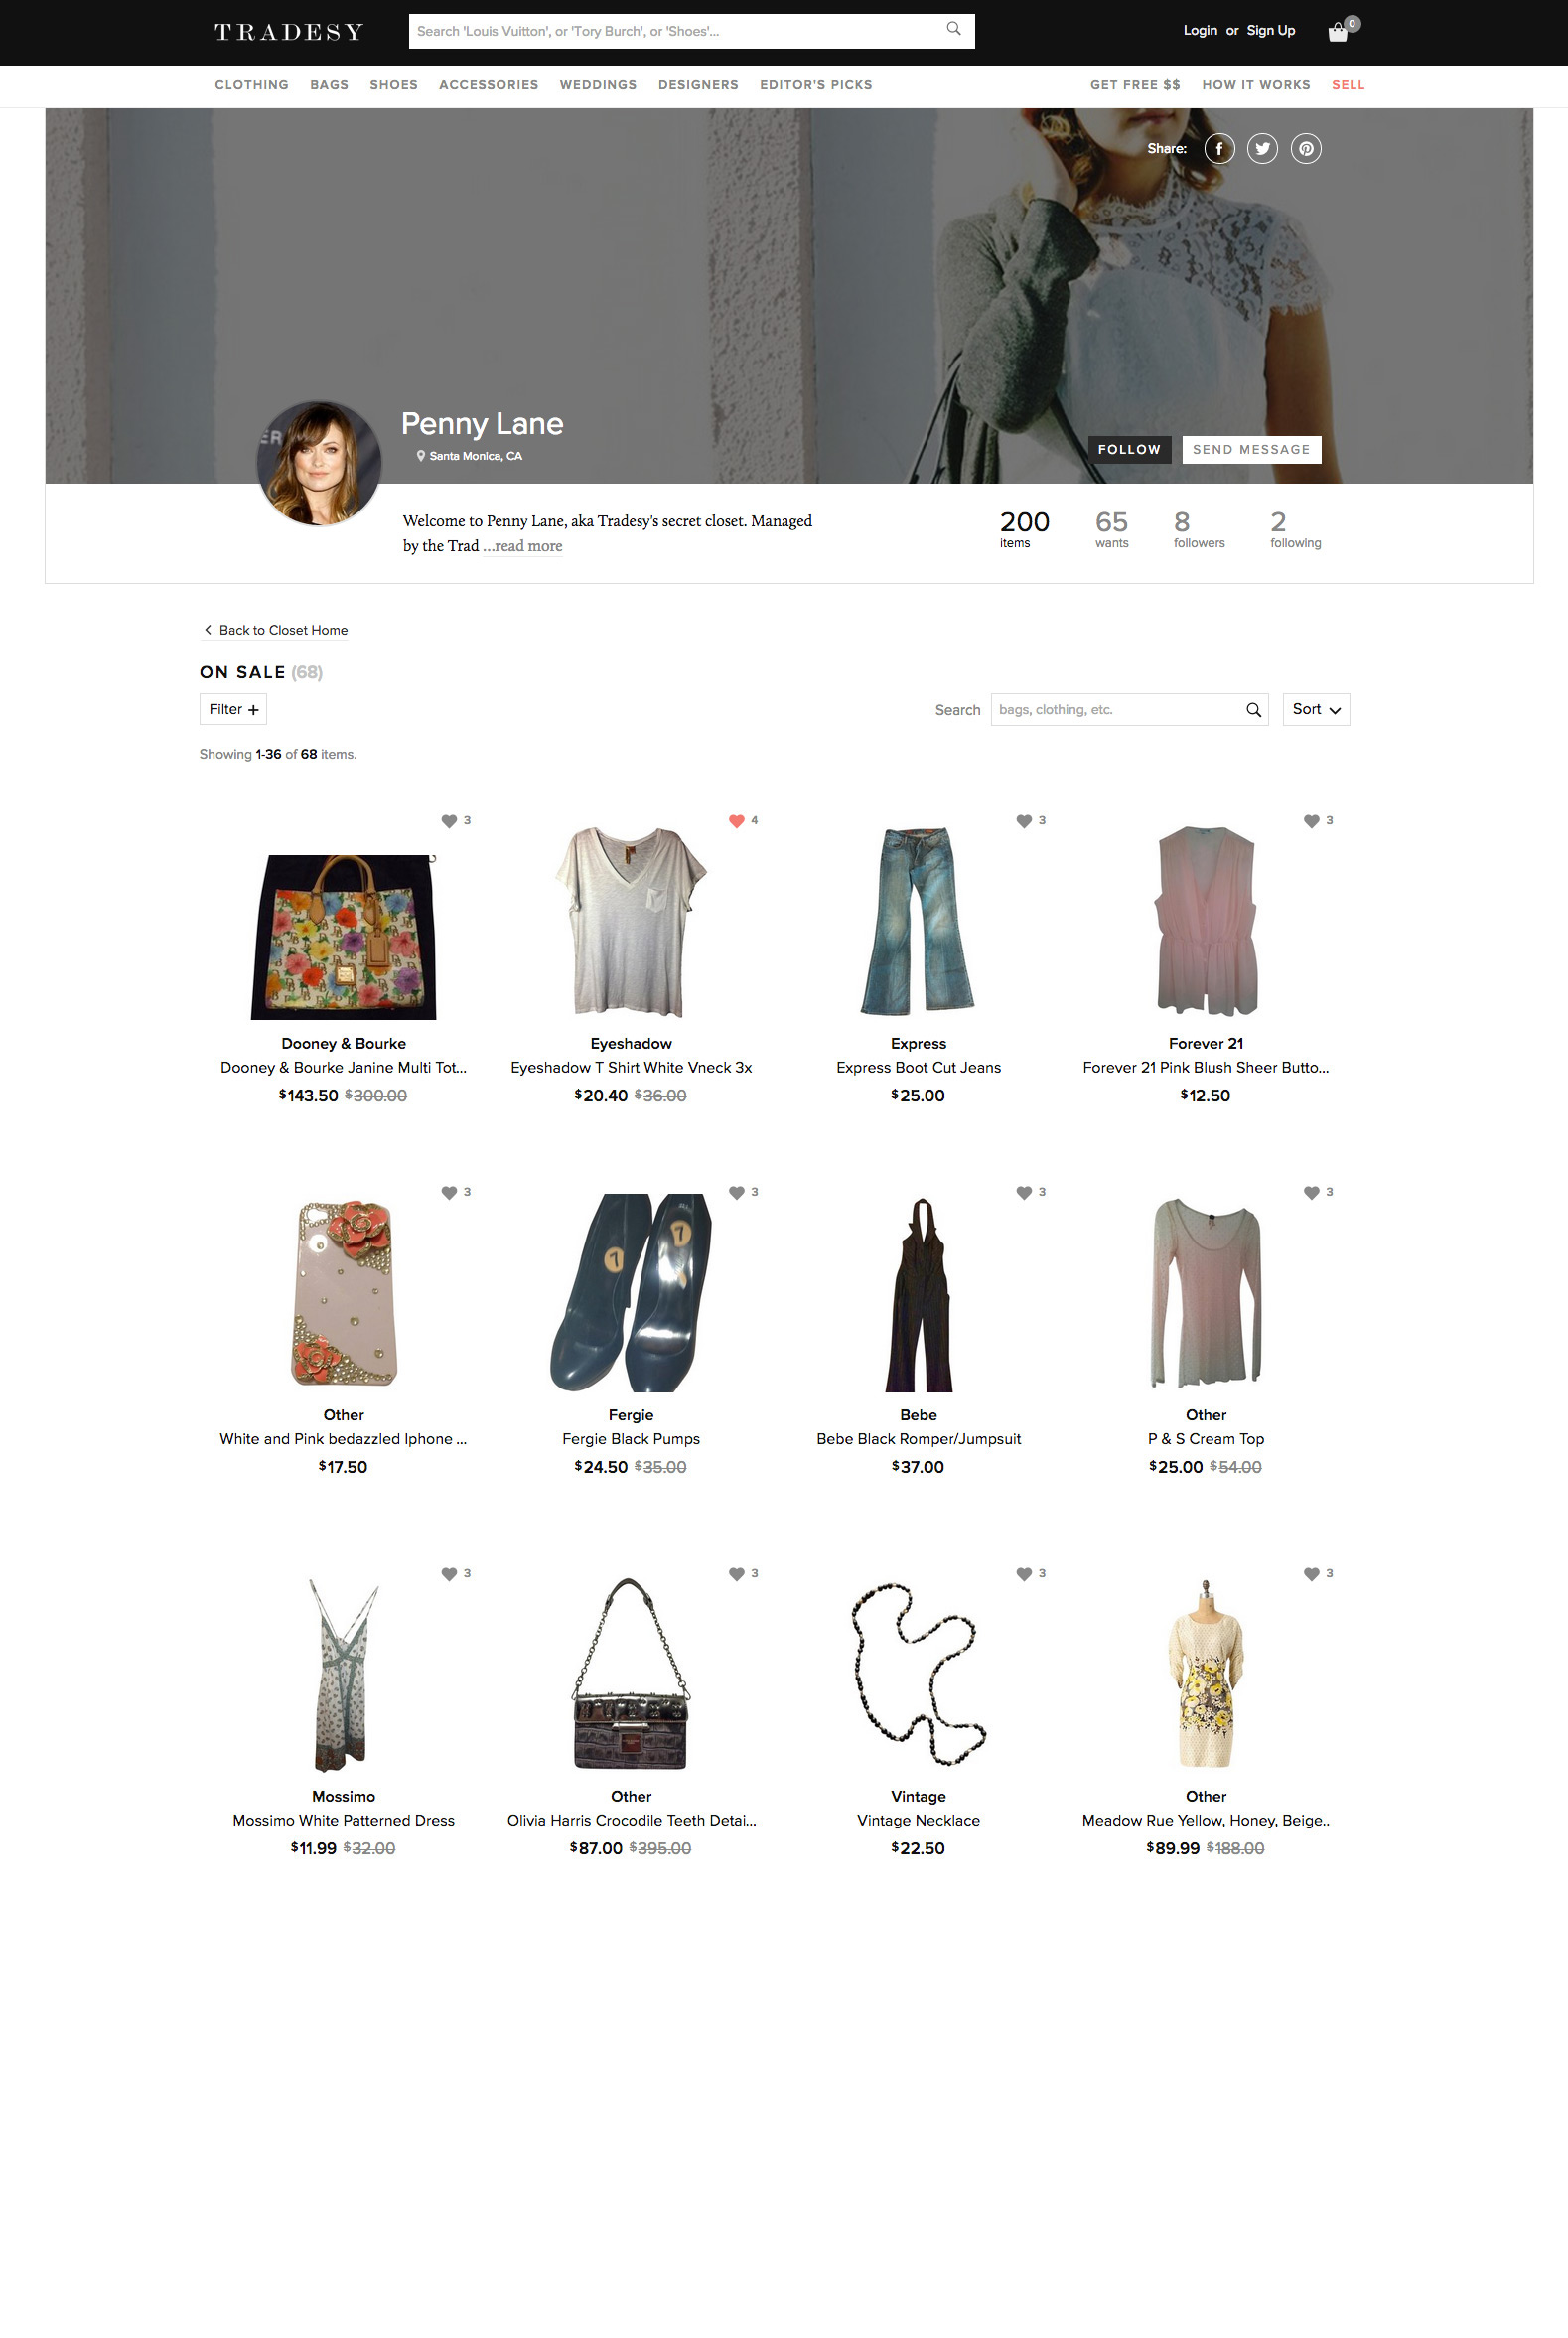 TRADESY
Search 'Louis Vuitton', or 'Tory Burch', or 'Shoes'...
Login or Sign Up
0
CLOTHING BAGS SHOES ACCESSORIES WEDDINGS DESIGNERS EDITOR'S PICKS
GET FREE $$ HOW IT WORKS SELL
Share:
ER
Penny Lane
Santa Monica, CA
FOLLOW SEND MESSAGE
Welcome to Penny Lane, aka Tradesy's secret closet. Managed
by the Trad ...read more
200 65 8 2
items wants followers following
Back to Closet Home
ON SALE (68)
Filter +
Search bags, clothing, etc. Sort
Showing 1-36 of 68 items.
3 4 3 3
Dooney & Bourke Eyeshadow Express Forever 21
Dooney & Bourke Janine Multi Tot... Eyeshadow T Shirt White Vneck 3x Express Boot Cut Jeans Forever 21 Pink Blush Sheer Butto...
$143.50 $300.00 $20.40 $36.00 $25.00 $12.50
3 3 3 3
7 7
Other Fergie Bebe Other
White and Pink bedazzled Iphone ... Fergie Black Pumps Bebe Black Romper/Jumpsuit P & S Cream Top
$17.50 $24.50 $35.00 $37.00 $25.00 $54.00
3 3 3 3
Mossimo Other Vintage Other
Mossimo White Patterned Dress Olivia Harris Crocodile Teeth Detai... Vintage Necklace Meadow Rue Yellow, Honey, Beige..
$11.99 $32.00 $87.00 $395.00 $22.50 $89.99 $188.00